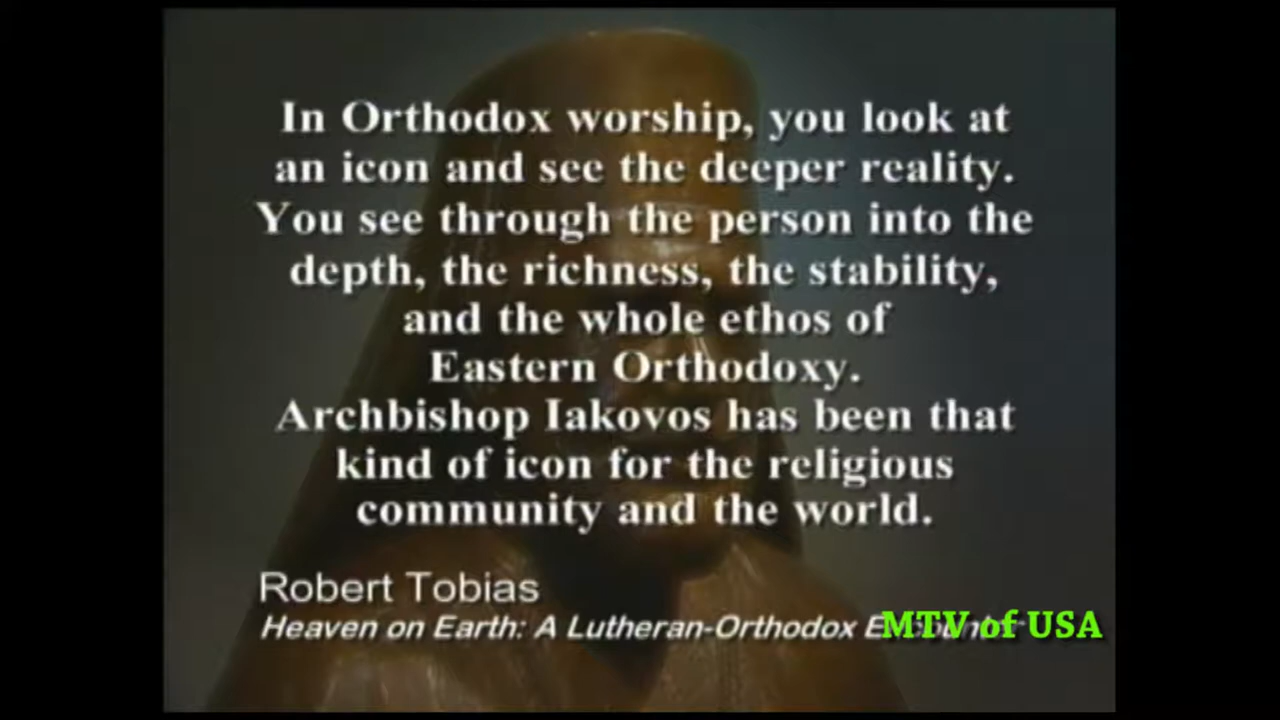 In Orthodox worship, you look at
an icon and see the deeper reality.
You see through the person into the
depth, the richness, the stability,
and the whole ethos of
Eastern Orthodoxy.
Archbishop Iakovos has been that
kind of icon for the religious
community and the world.
Robert Tobias
Heaven on Earth: A Lutheran-Orthodox
MTV of USA